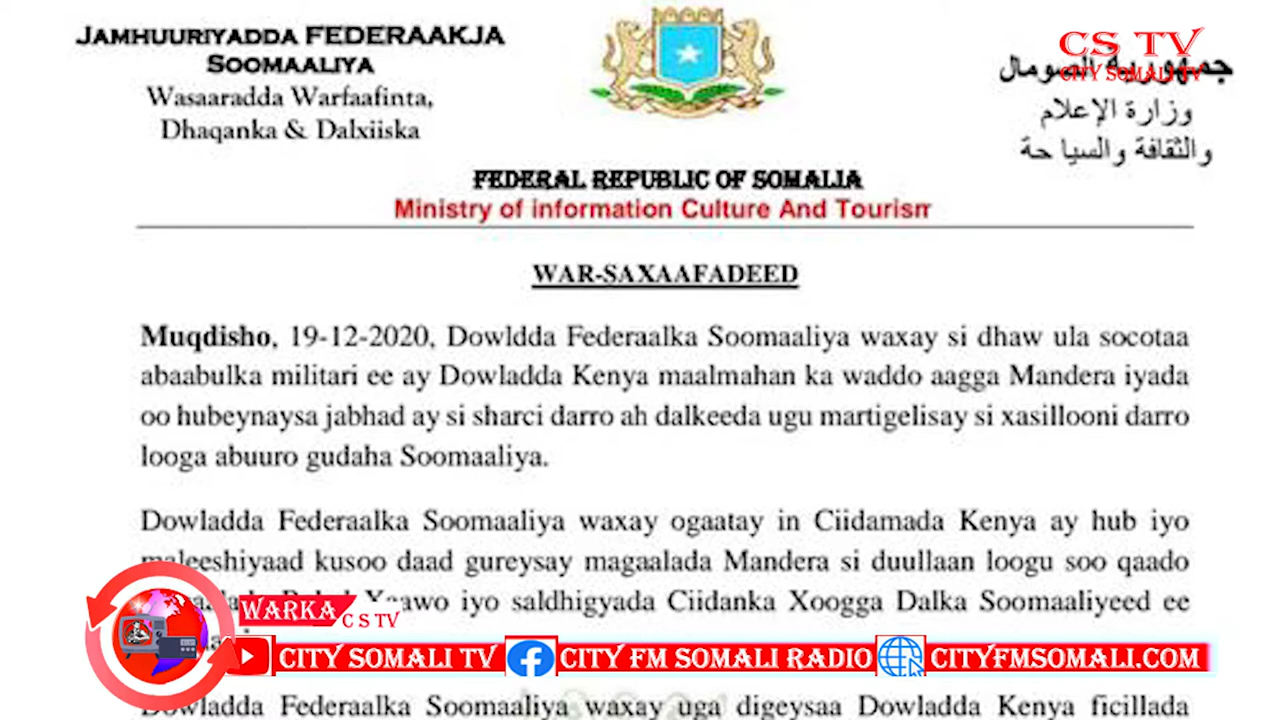 JAMHUURIYADDA FEDERAAKJA
SOOMAALIYA
Wasaaradda Warfaafinta,
Dhaqanka & Dalxiiska
CS TV
CITY SOMALI TV
جمهورية الصومال
وزارة الإعلام
والثقافة والسياحة
FEDERAL REPUBLIC OF SOMALIA
Ministry of information Culture And Tourism
WAR-SAXAAFADEED
Muqdisho, 19-12-2020, Dowldda Federaalka Soomaaliya waxay si dhaw ula socotaa
abaabulka militari ee ay Dowladda Kenya maalmahan ka waddo aagga Mandera iyada
oo hubeynaysa jabhad ay si sharci darro ah dalkeeda ugu martigelisay si xasillooni darro
looga abuuro gudaha Soomaaliya.
Dowladda Federaalka Soomaaliya waxay ogaatay in Ciidamada Kenya ay hub iyo
maleeshiyaad kusoo daad gureysay magaalada Mandera si duullaan loogu soo qaado
iyo saldhigyada Ciidanka Xoogga Dalka Soomaaliyeed ee
WARKA
C S TV
CITY SOMALI TV
CITY FM SOMALI RADIO
CITYFMSOMALI.COM
Dowladda Federaalka Soomaaliya waxay uga digeysaa Dowladda Kenya ficillada